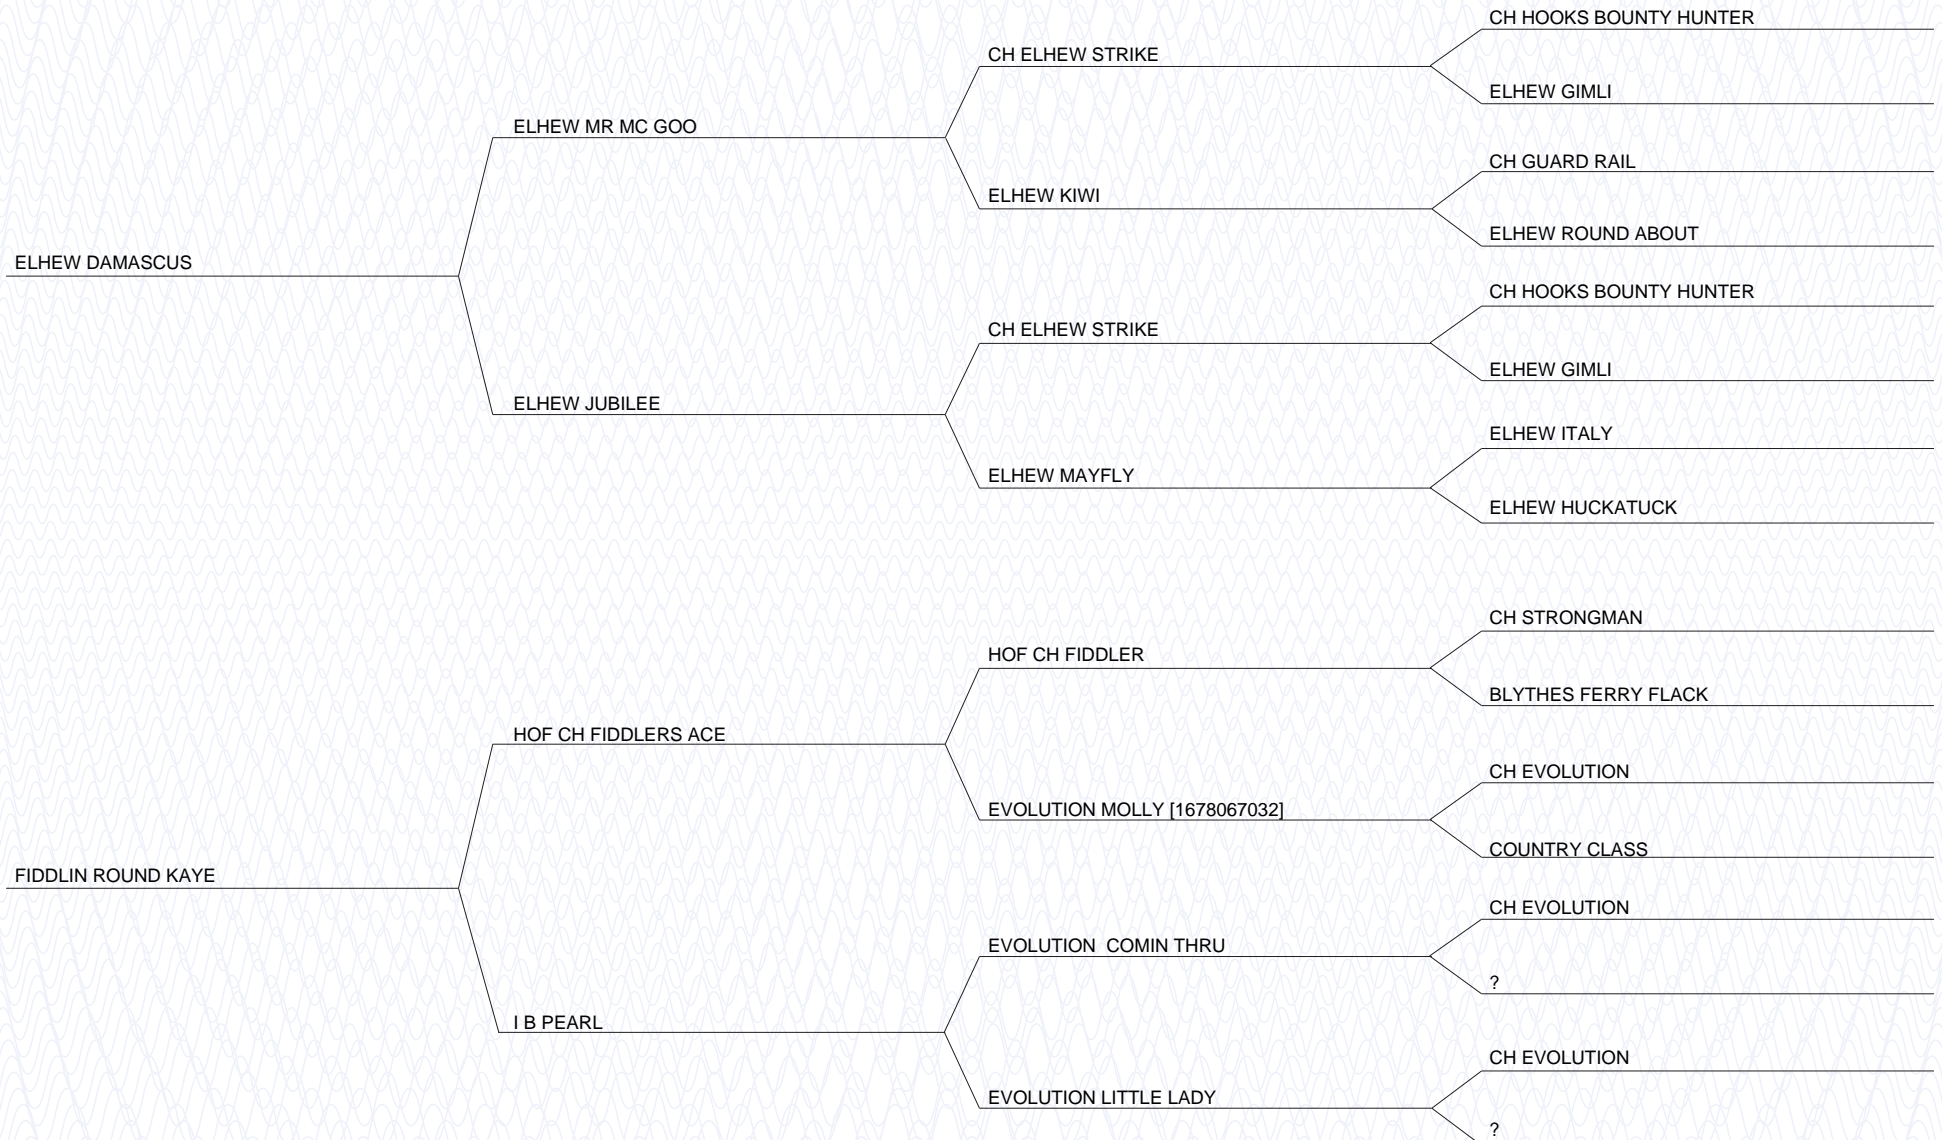 CH HOOKS BOUNTY HUNTER
CH ELHEW STRIKE
ELHEW GIMLI
ELHEW MR MC GOO
CH GUARD RAIL
ELHEW KIWI
ELHEW ROUND ABOUT
ELHEW DAMASCUS
CH HOOKS BOUNTY HUNTER
CH ELHEW STRIKE
ELHEW GIMLI
ELHEW JUBILEE
ELHEW ITALY
ELHEW MAYFLY
ELHEW HUCKATUCK
CH STRONGMAN
HOF CH FIDDLER
BLYTHES FERRY FLACK
HOF CH FIDDLERS ACE
CH EVOLUTION
EVOLUTION MOLLY [1678067032]
COUNTRY CLASS
FIDDLIN ROUND KAYE
CH EVOLUTION
EVOLUTION  COMIN THRU
?
I B PEARL
CH EVOLUTION
EVOLUTION LITTLE LADY
?